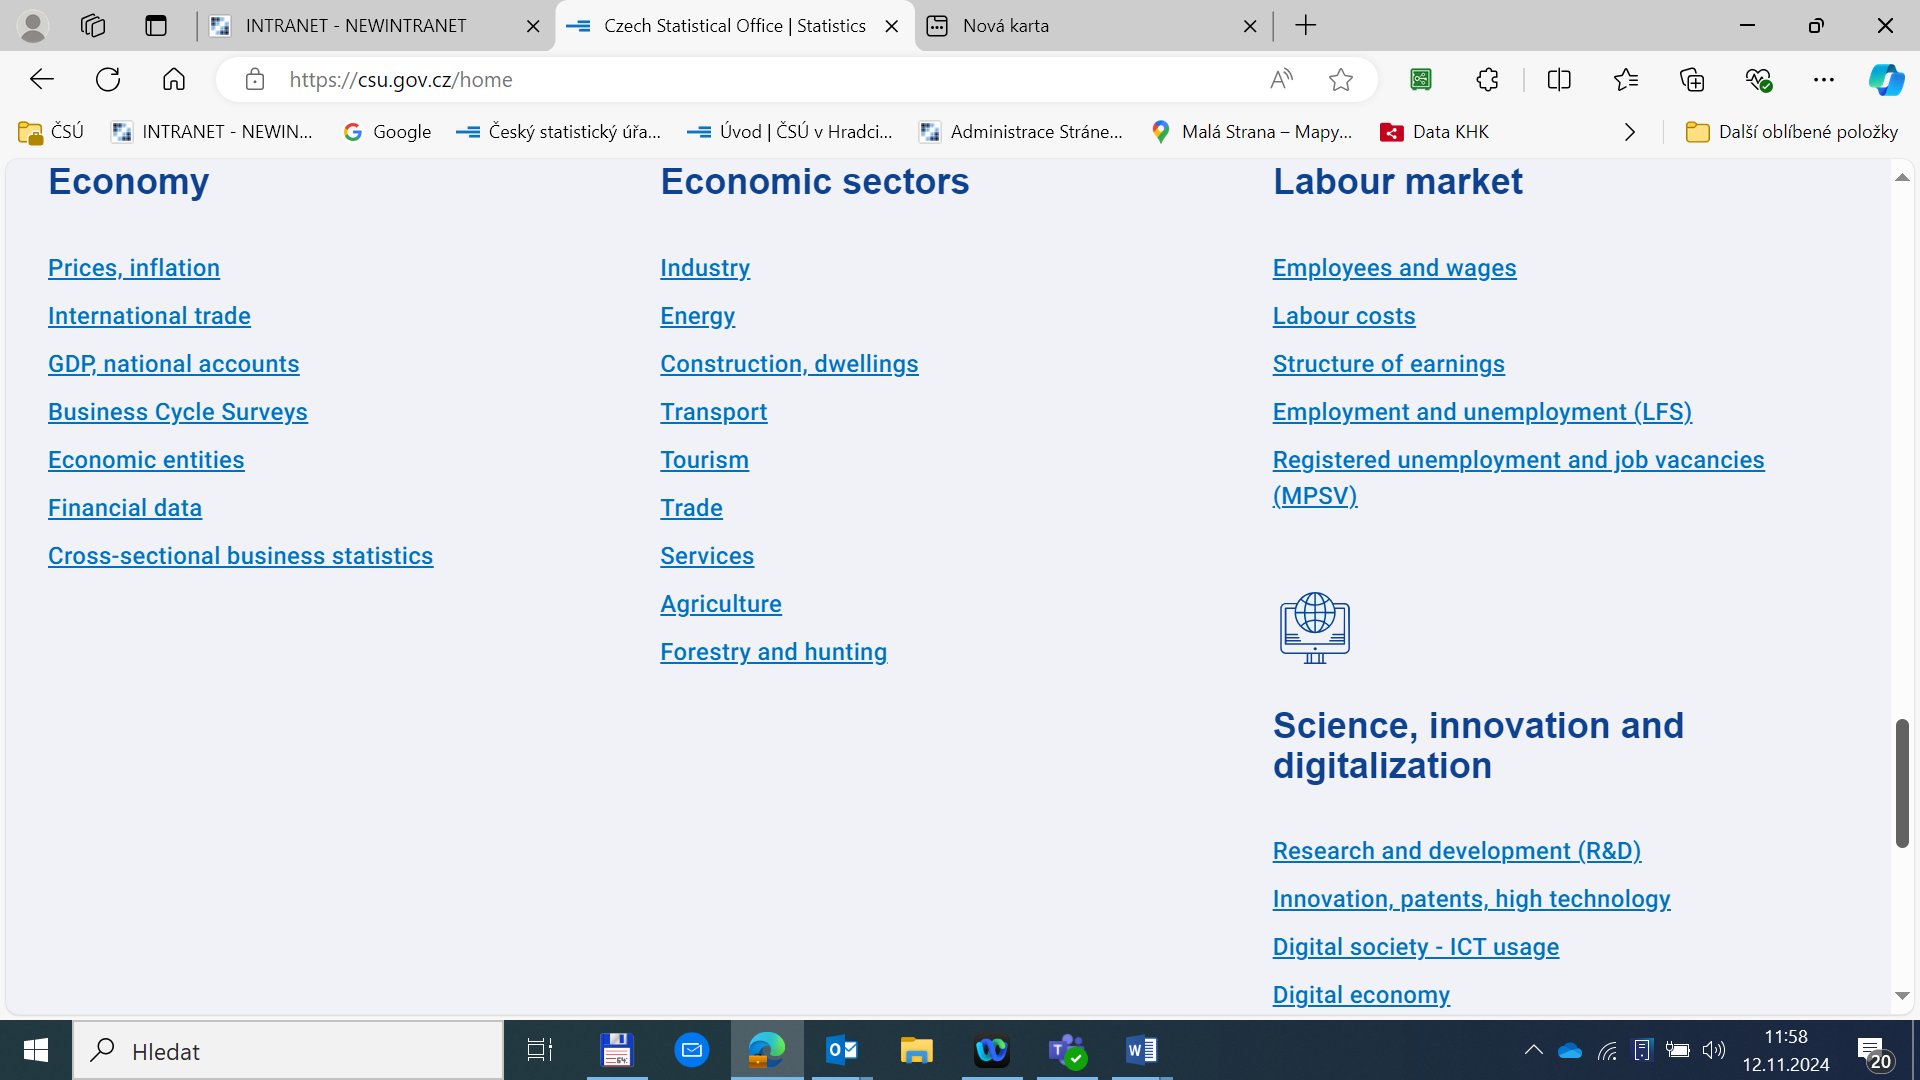 INTRANET - NEWINTRANET
Czech Statistical Office | Statistics
Nová karta
https://csu.gov.cz/home
ČSÚ
INTRANET - NEWIN...
Google
Český statistický úřa...
Úvod | ČSÚ v Hradci...
Administrace Stráne...
Malá Strana – Mapy...
Data KHK
Další oblíbené položky
Economy
Prices, inflation
International trade
GDP, national accounts
Business Cycle Surveys
Economic entities
Financial data
Cross-sectional business statistics
Economic sectors
Industry
Energy
Construction, dwellings
Transport
Tourism
Trade
Services
Agriculture
Forestry and hunting
Labour market
Employees and wages
Labour costs
Structure of earnings
Employment and unemployment (LFS)
Registered unemployment and job vacancies
(MPSV)
Science, innovation and
digitalization
Research and development (R&D)
Innovation, patents, high technology
Digital society - ICT usage
Digital economy
Hledat
11:58
12.11.2024
20